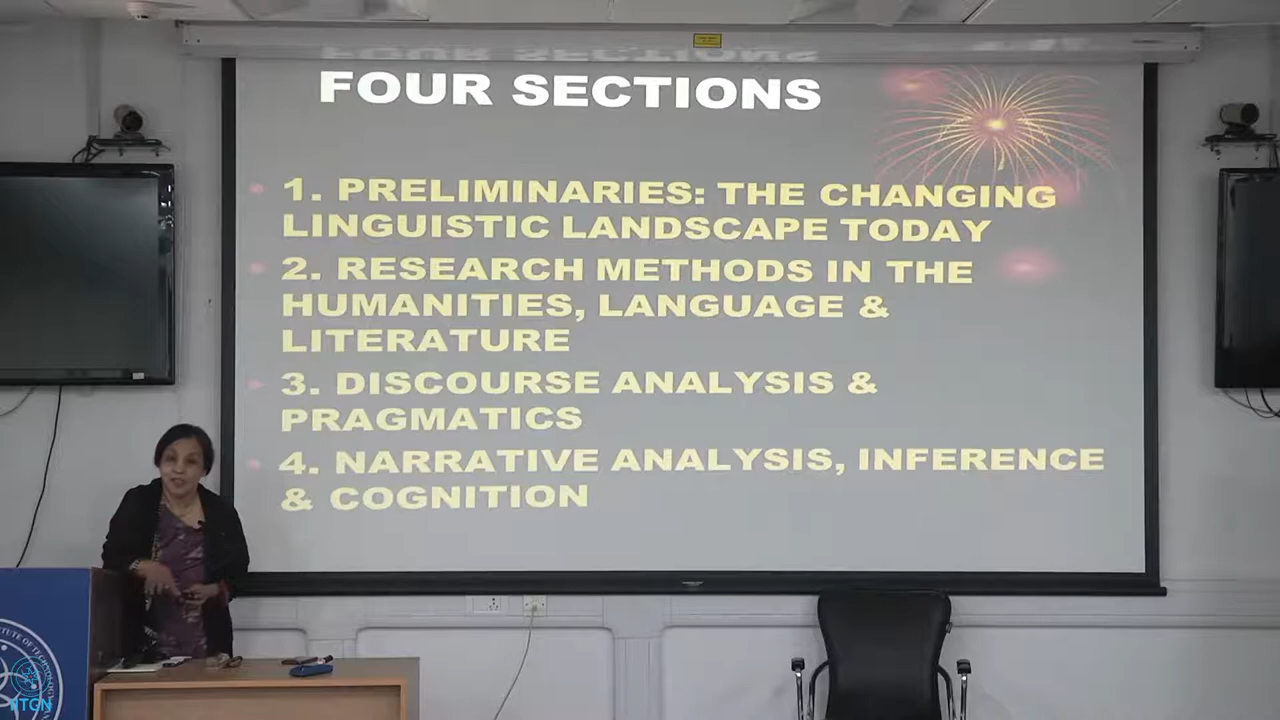 FOUR SECTIONS
1. PRELIMINARIES: THE CHANGING
LINGUISTIC LANDSCAPE TODAY
2. RESEARCH METHODS IN THE
HUMANITIES, LANGUAGE &
LITERATURE
3. DISCOURSE ANALYSIS &
PRAGMATICS
4. NARRATIVE ANALYSIS, INFERENCE
& COGNITION
IITGN